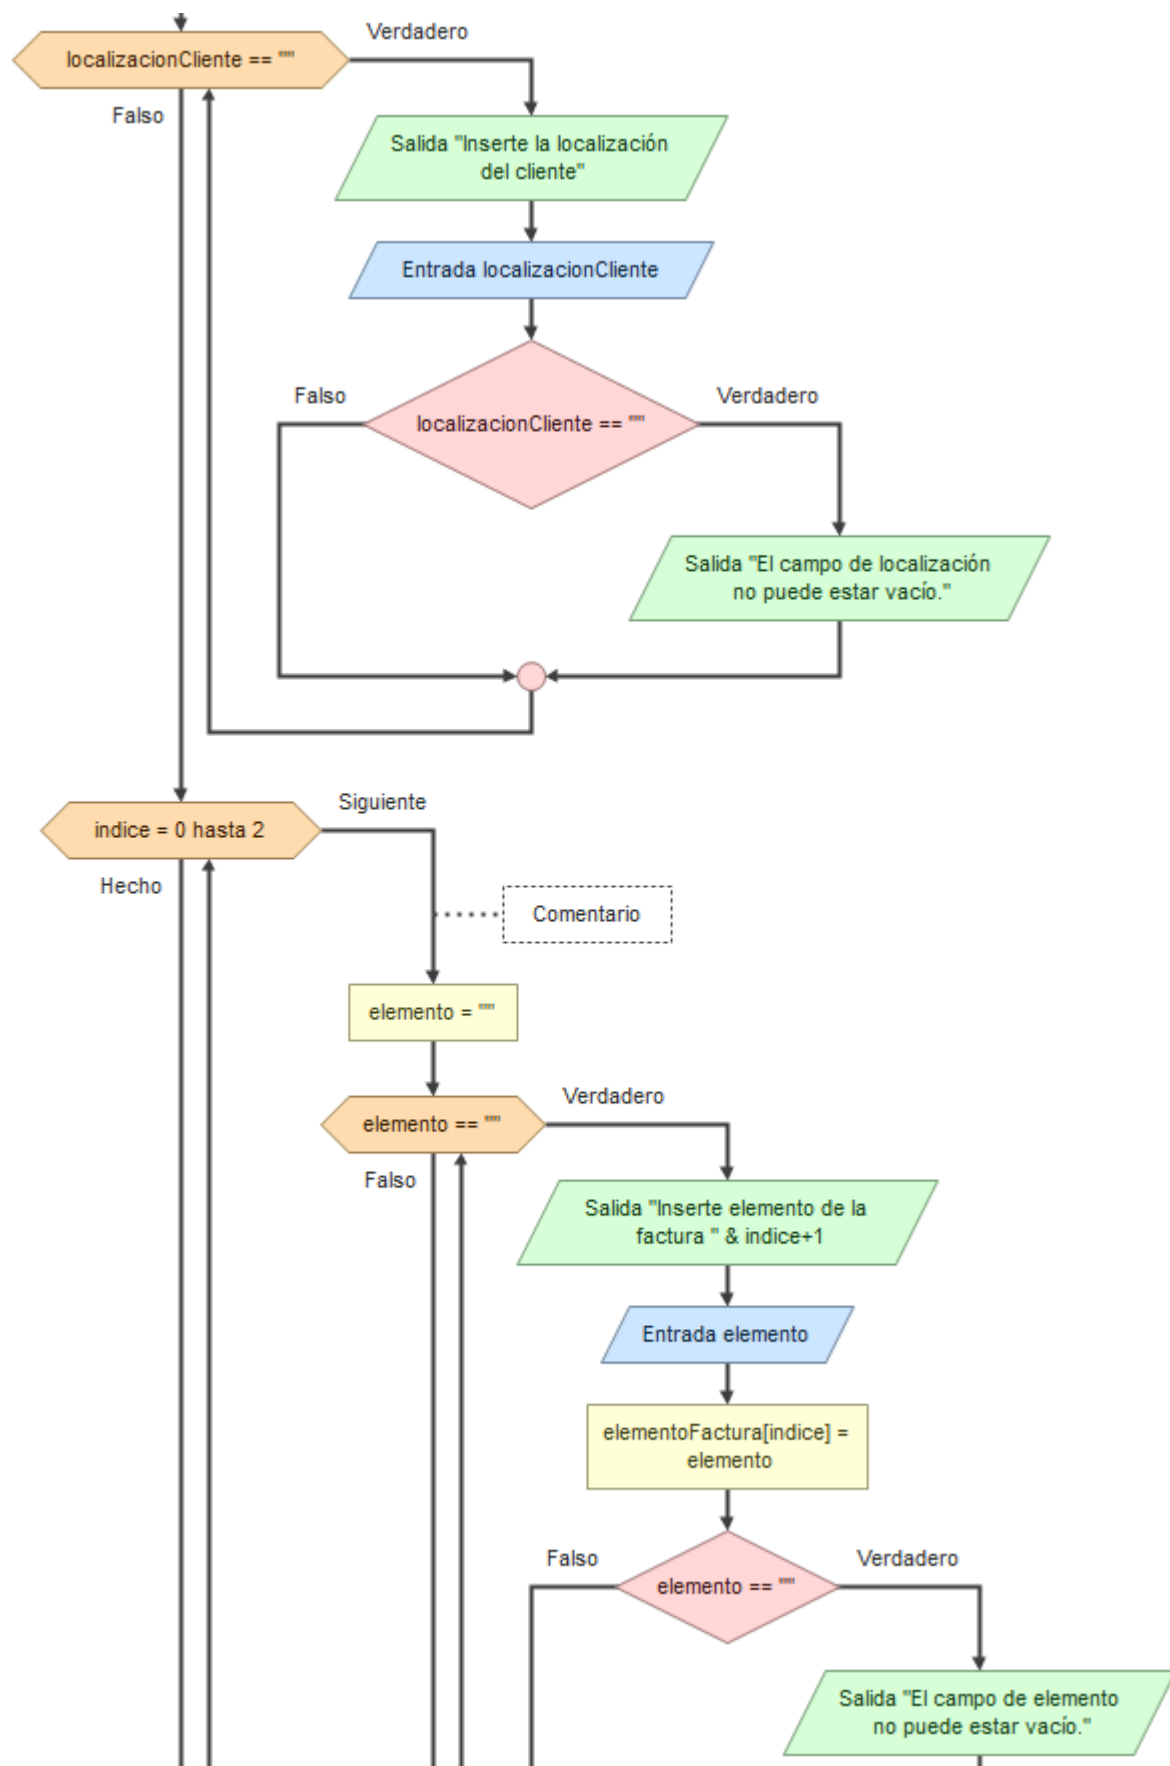 Verdadero
localizacionCliente == ""
Falso
Salida "Inserte la localización
del cliente"
Entrada localizacionCliente
Falso
Verdadero
localizacionCliente == ""
Salida "El campo de localización
no puede estar vacío."
Siguiente
indice = 0 hasta 2
Hecho
Comentario
elemento = ""
Verdadero
elemento == ""
Falso
Salida "Inserte elemento de la
factura " & indice+1
Entrada elemento
elementoFactura[indice] =
elemento
Falso
Verdadero
elemento == ""
Salida "El campo de elemento
no puede estar vacío."